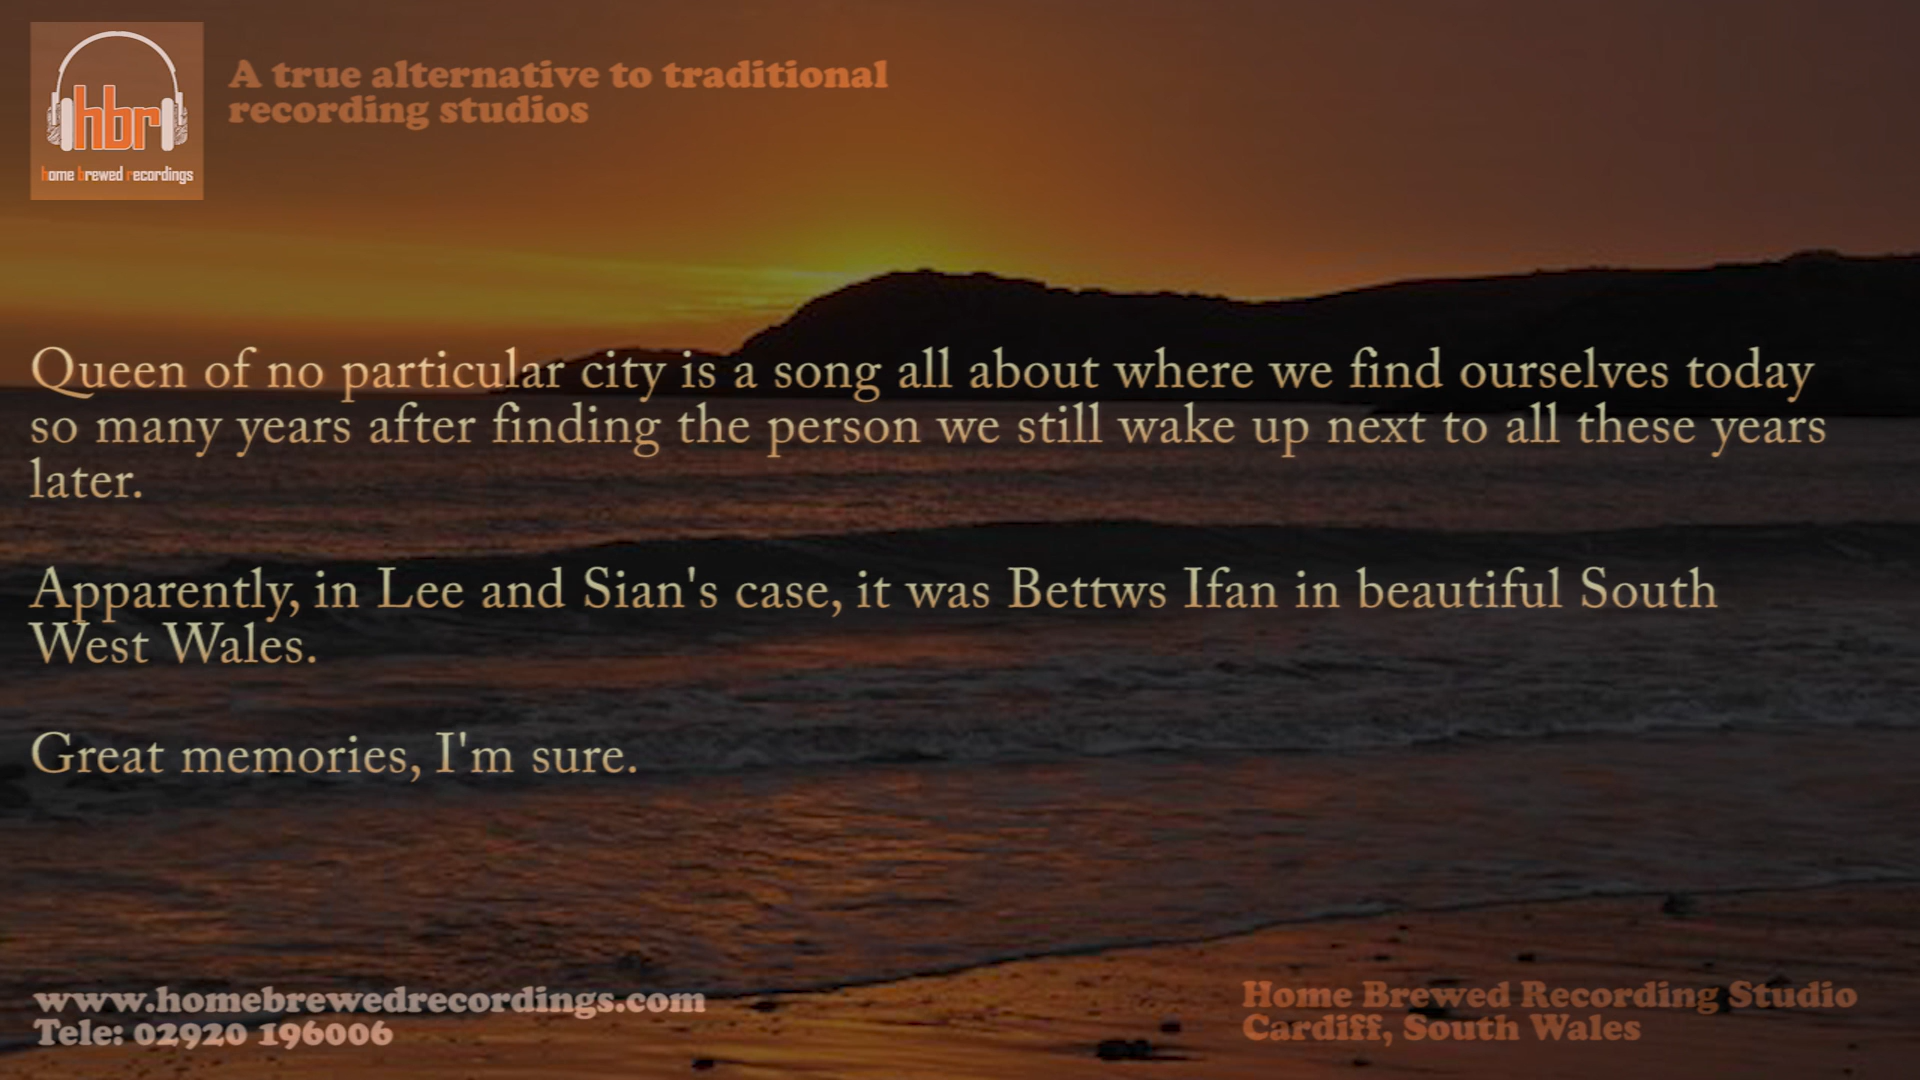 hbr
home brewed recordings
A true alternative to traditional
recording studios
Queen of no particular city is a song all about where we find ourselves today
so many years after finding the person we still wake up next to all these years
later.
Apparently, in Lee and Sian's case, it was Bettws Ifan in beautiful South
West Wales.
Great memories, I'm sure.
www.homebrewedrecordings.com
Tele: 02920 196006
Home Brewed Recording Studio
Cardiff, South Wales